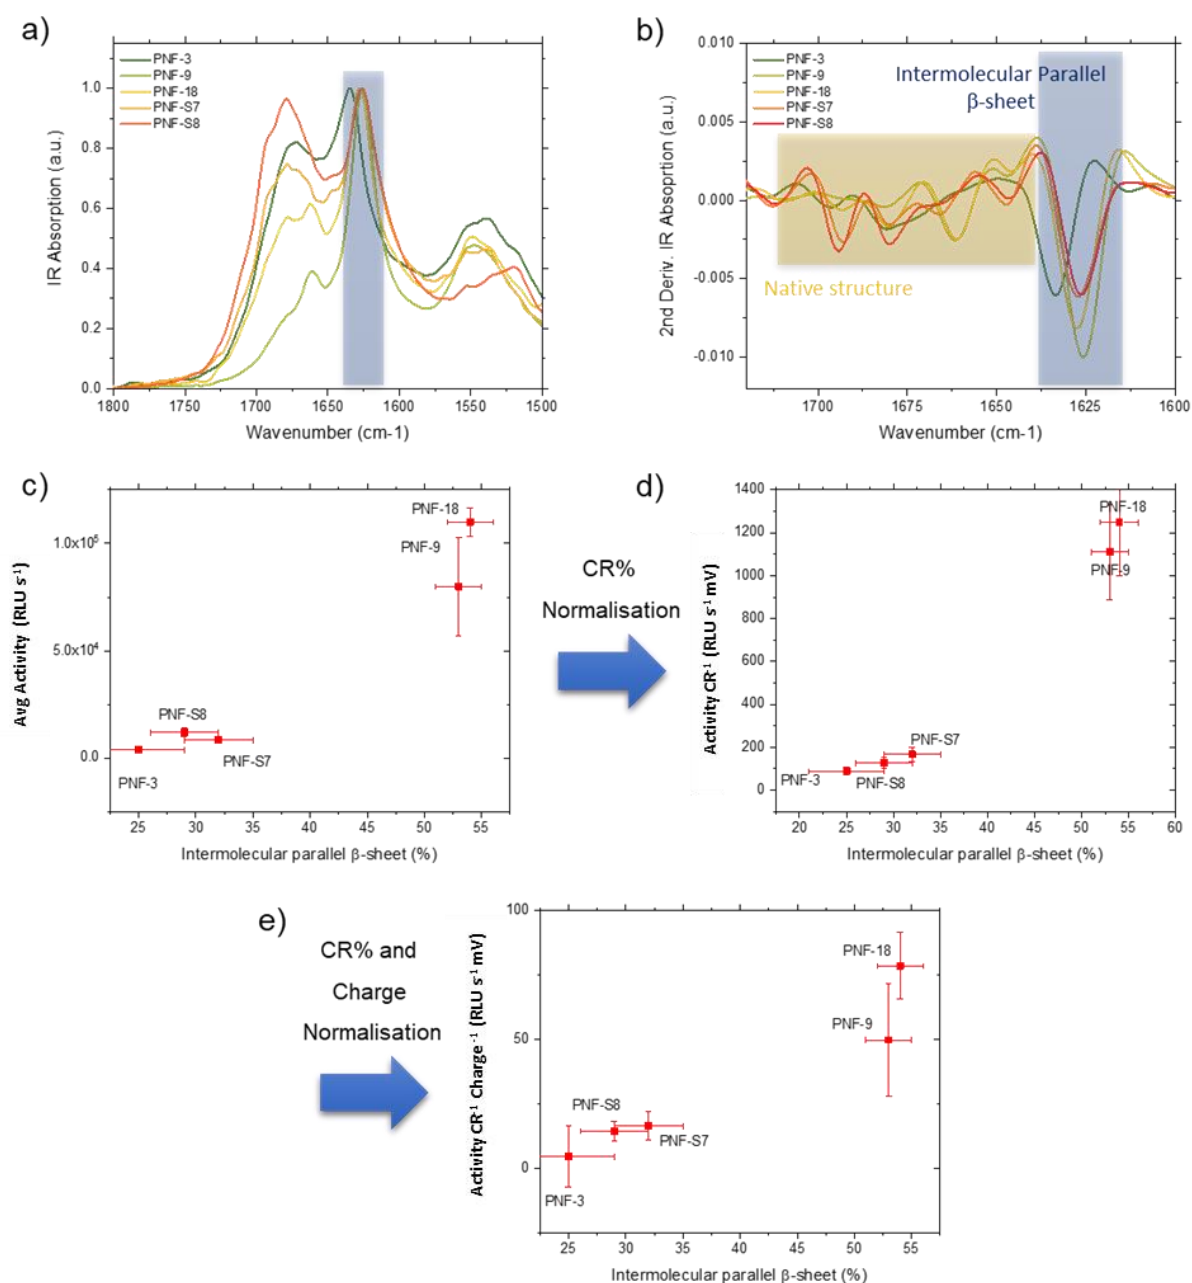 a)
PNF-3
PNF-9
PNF-18
PNF-S7
PNF-S8
1.0
0.8
0.6
0.4
0.2
0.0
IR Absorption (a.u.)
1800 1750 1700 1650 1600 1550 1500
Wavenumber (cm-1)
b)
PNF-3
PNF-9
PNF-18
PNF-S7
PNF-S8
Intermolecular Parallel
β-sheet
Native structure
0.010
0.005
0.000
-0.005
-0.010
2nd Deriv. IR Absoprtion (a.u.)
1700 1675 1650 1625 1600
Wavenumber (cm-1)
c)
PNF-18
PNF-9
PNF-S8
PNF-S7
PNF-3
1.0x10⁵
5.0x10⁴
0.0
Avg Activity (RLU s⁻¹)
25 30 35 40 45 50 55
Intermolecular parallel β-sheet (%)
CR%
Normalisation
d)
PNF-18
PNF-9
PNF-S7
PNF-3
PNF-S8
1400
1200
1000
800
600
400
200
0
Activity CR⁻¹ (RLU s⁻¹ mV)
20 25 30 35 40 45 50 55 60
Intermolecular parallel β-sheet (%)
CR% and
Charge
Normalisation
e)
PNF-18
PNF-9
PNF-S8
PNF-S7
PNF-3
100
50
0
Activity CR⁻¹ Charge⁻¹ (RLU s⁻¹ mV)
25 30 35 40 45 50 55
Intermolecular parallel β-sheet (%)